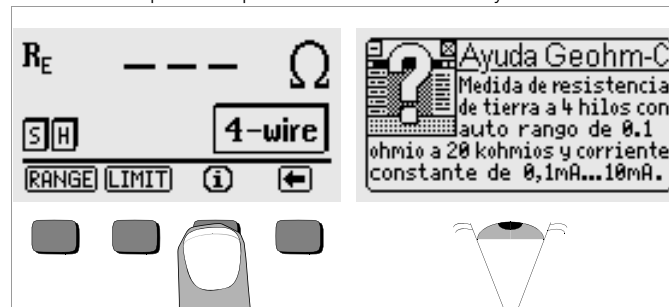 RE — — — Ω
S H 4-wire
RANGE LIMIT i ←
? Ayuda Geohm-C
Medida de resistencia
de tierra a 4 hilos con
auto rango de 0.1
ohmio a 20 kohmios y corriente
constante de 0,1mA...10mA.